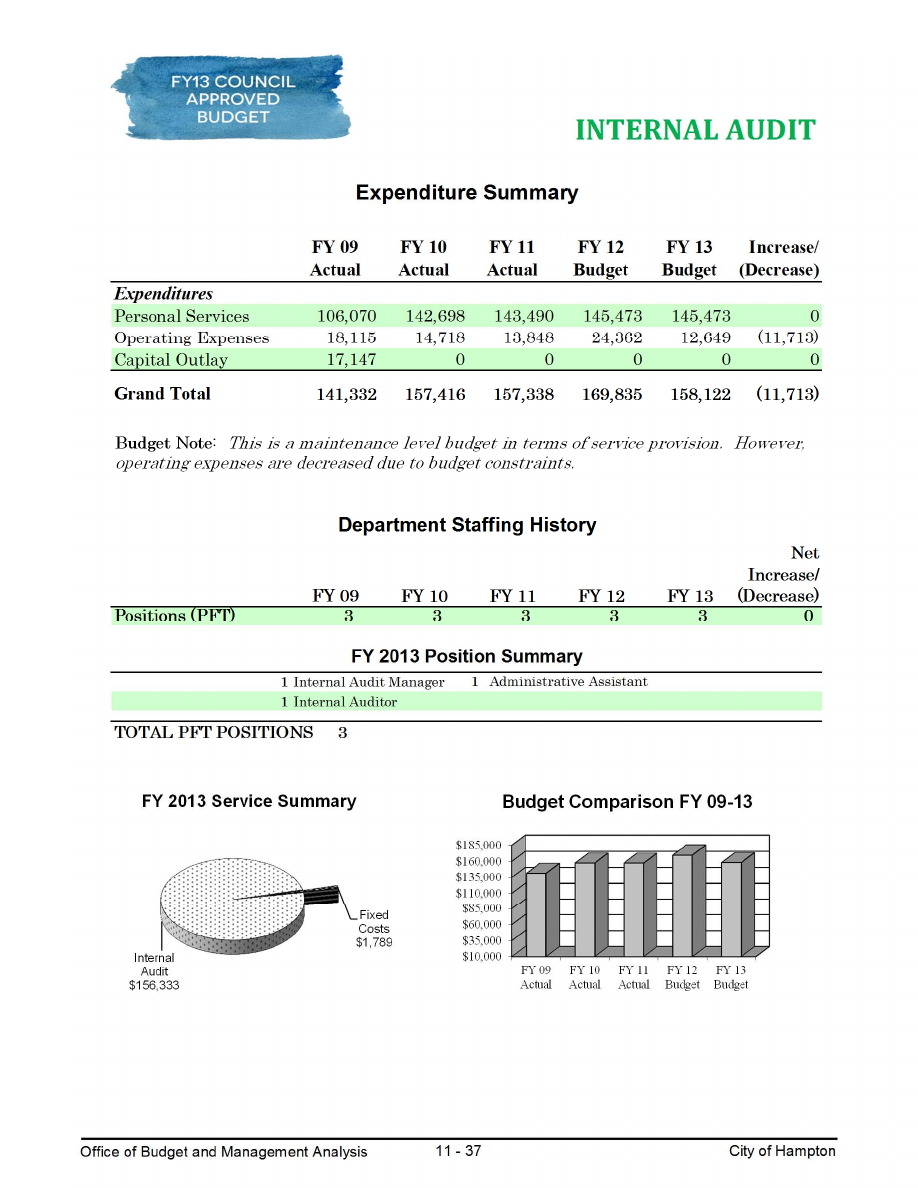 FY13 COUNCIL
APPROVED
BUDGET
INTERNAL AUDIT
Expenditure Summary
FY 09 FY 10 FY 11 FY 12 FY 13 Increase/
Actual Actual Actual Budget Budget (Decrease)
Expenditures
Personal Services 106,070 142,698 143,490 145,473 145,473 0
Operating Expenses 18,115 14,718 13,848 24,362 12,649 (11,713)
Capital Outlay 17,147 0 0 0 0 0
Grand Total 141,332 157,416 157,338 169,835 158,122 (11,713)
Budget Note: This is a maintenance level budget in terms of service provision. However,
operating expenses are decreased due to budget constraints.
Department Staffing History
Net
Increase/
FY 09 FY 10 FY 11 FY 12 FY 13 (Decrease)
Positions (PFT) 3 3 3 3 3 0
FY 2013 Position Summary
1 Internal Audit Manager 1 Administrative Assistant
1 Internal Auditor
TOTAL PFT POSITIONS 3
FY 2013 Service Summary
Fixed
Costs
$1,789
Internal
Audit
$156,333
Budget Comparison FY 09-13
$185,000
$160,000
$135,000
$110,000
$85,000
$60,000
$35,000
$10,000
FY 09 FY 10 FY 11 FY 12 FY 13
Actual Actual Actual Budget Budget
Office of Budget and Management Analysis 11 - 37 City of Hampton